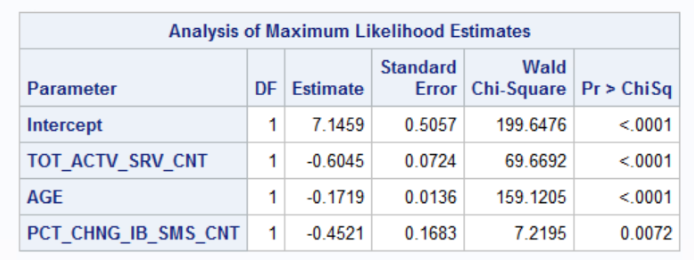 Analysis of Maximum Likelihood Estimates
Parameter DF Estimate Standard Error Wald Chi-Square Pr > ChiSq
Intercept 1 7.1459 0.5057 199.6476 <.0001
TOT_ACTV_SRV_CNT 1 -0.6045 0.0724 69.6692 <.0001
AGE 1 -0.1719 0.0136 159.1205 <.0001
PCT_CHNG_IB_SMS_CNT 1 -0.4521 0.1683 7.2195 0.0072